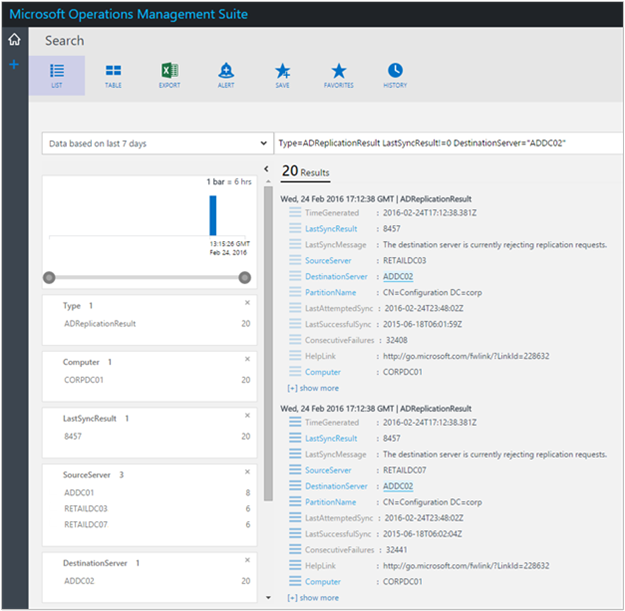 Microsoft Operations Management Suite
Search
LIST
TABLE
EXPORT
ALERT
SAVE
FAVORITES
HISTORY
Data based on last 7 days
Type=ADReplicationResult LastSyncResult!=0 DestinationServer="ADDC02"
1 bar = 6 hrs
13:15:26 GMT
Feb 24, 2016
Type 1
ADReplicationResult 20
Computer 1
CORPDC01 20
LastSyncResult 1
8457 20
SourceServer 3
ADDC01 8
RETAILDC03 6
RETAILDC07 6
DestinationServer 1
ADDC02 20
20 Results
Wed, 24 Feb 2016 17:12:38 GMT | ADReplicationResult
TimeGenerated : 2016-02-24T17:12:38.381Z
LastSyncResult : 8457
LastSyncMessage : The destination server is currently rejecting replication requests.
SourceServer : RETAILDC03
DestinationServer : ADDC02
PartitionName : CN=Configuration DC=corp
LastAttemptedSync : 2016-02-24T23:48:02Z
LastSuccessfulSync : 2015-06-18T06:01:59Z
ConsecutiveFailures : 32408
HelpLink : http://go.microsoft.com/fwlink/?LinkId=228632
Computer : CORPDC01
[+] show more
Wed, 24 Feb 2016 17:12:38 GMT | ADReplicationResult
TimeGenerated : 2016-02-24T17:12:38.381Z
LastSyncResult : 8457
LastSyncMessage : The destination server is currently rejecting replication requests.
SourceServer : RETAILDC07
DestinationServer : ADDC02
PartitionName : CN=Configuration DC=corp
LastAttemptedSync : 2016-02-24T23:48:02Z
LastSuccessfulSync : 2015-06-18T06:02:04Z
ConsecutiveFailures : 32441
HelpLink : http://go.microsoft.com/fwlink/?LinkId=228632
Computer : CORPDC01
[+] show more